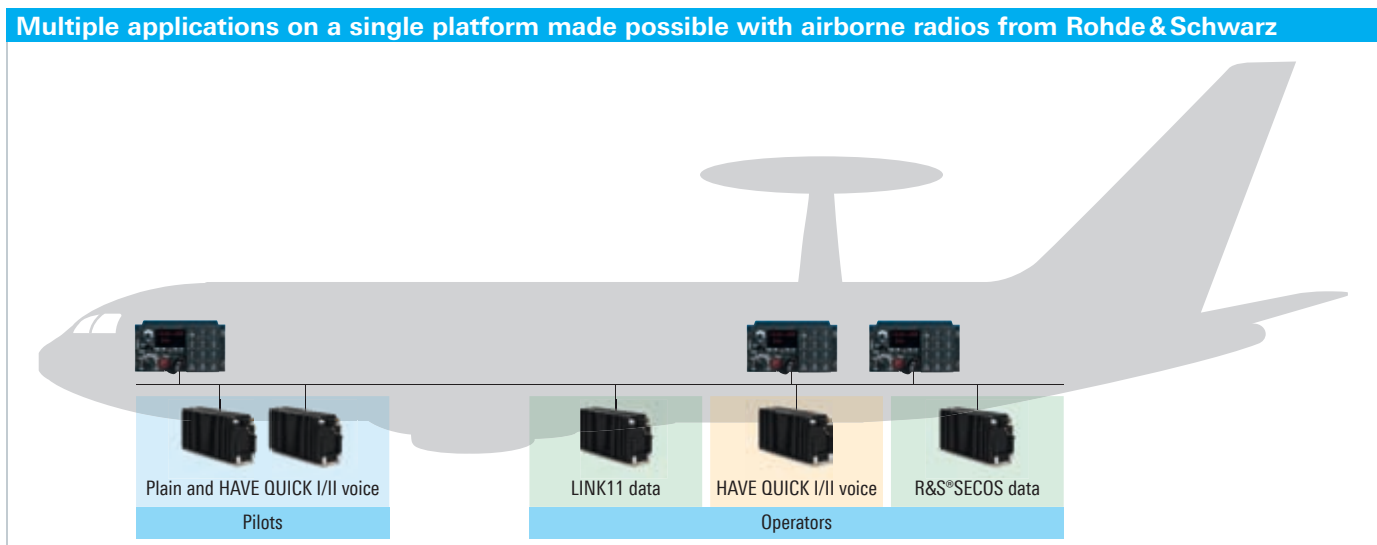 Multiple applications on a single platform made possible with airborne radios from Rohde & Schwarz
Plain and HAVE QUICK I/II voice
LINK11 data
HAVE QUICK I/II voice
R&S®SECOS data
Pilots
Operators